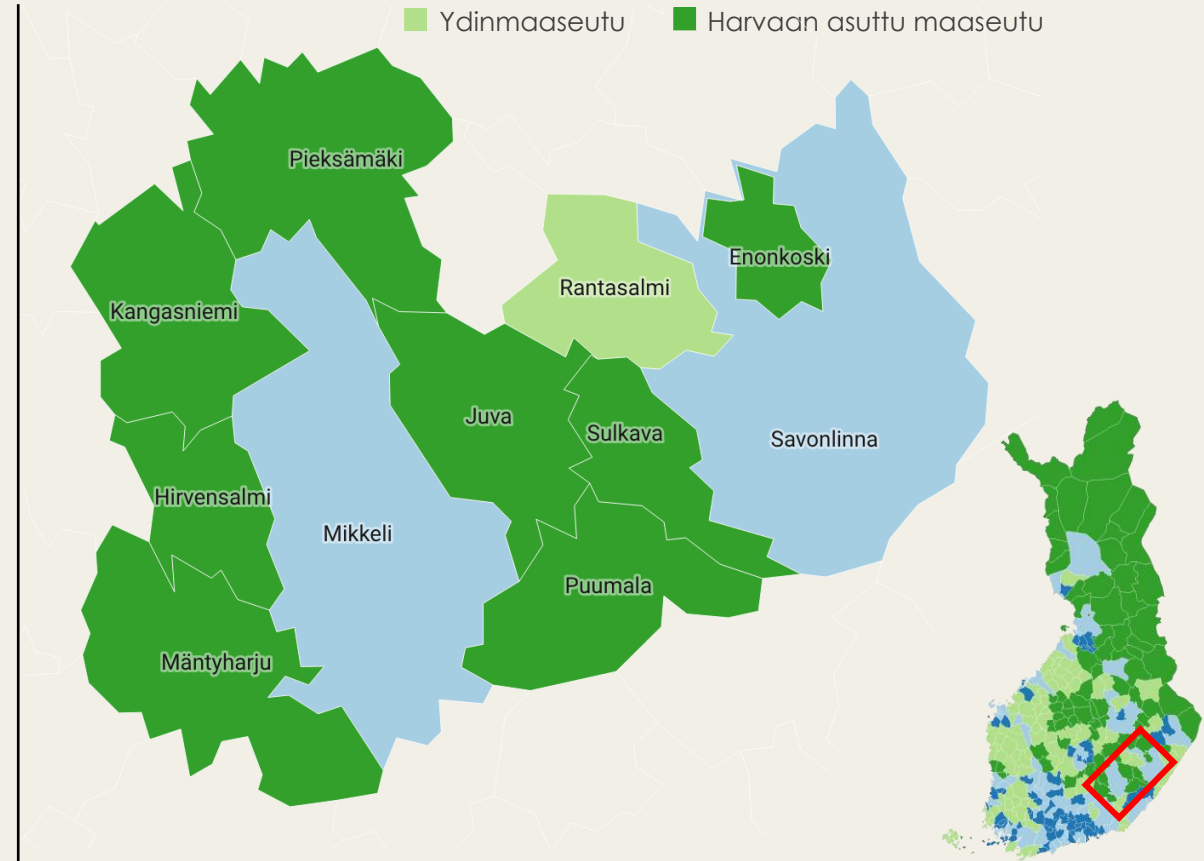 Ydinmaaseutu Harvaan asuttu maaseutu
Pieksämäki
Enonkoski
Rantasalmi
Kangasniemi
Juva
Sulkava
Savonlinna
Hirvensalmi
Mikkeli
Puumala
Mäntyharju